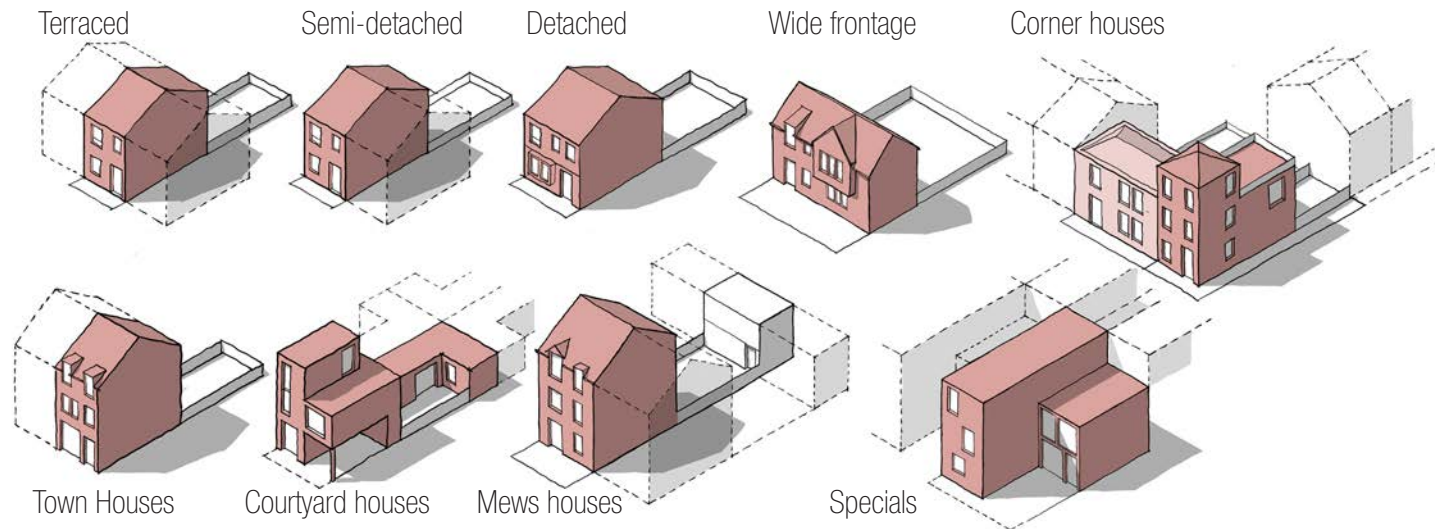 Terraced
Semi-detached
Detached
Wide frontage
Corner houses
Town Houses
Courtyard houses
Mews houses
Specials